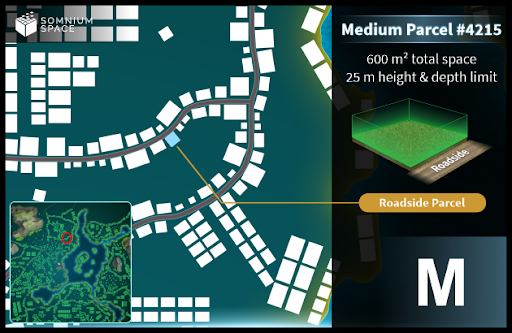 SOMNIUM
SPACE
Medium Parcel #4215
600 m² total space
25 m height & depth limit
Roadside
Roadside Parcel
M